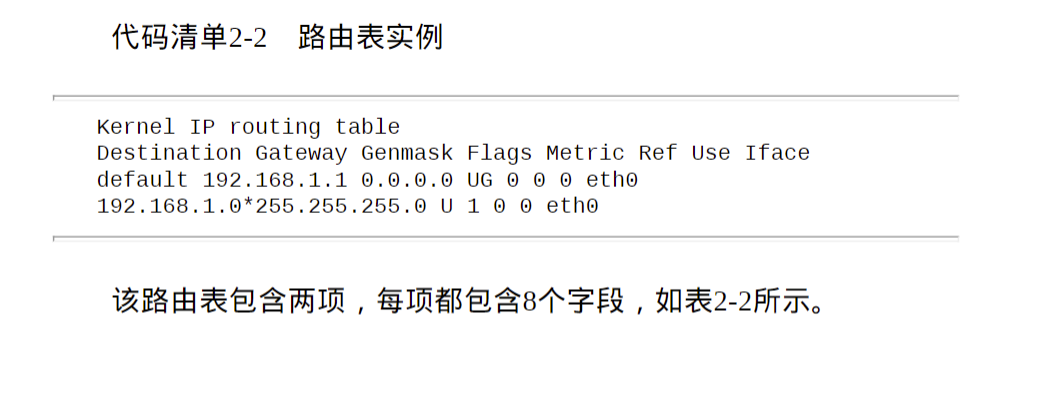 代码清单2-2　路由表实例
Kernel IP routing table
Destination Gateway Genmask Flags Metric Ref Use Iface
default 192.168.1.1 0.0.0.0 UG 0 0 0 eth0
192.168.1.0*255.255.255.0 U 1 0 0 eth0
该路由表包含两项，每项都包含8个字段，如表2-2所示。